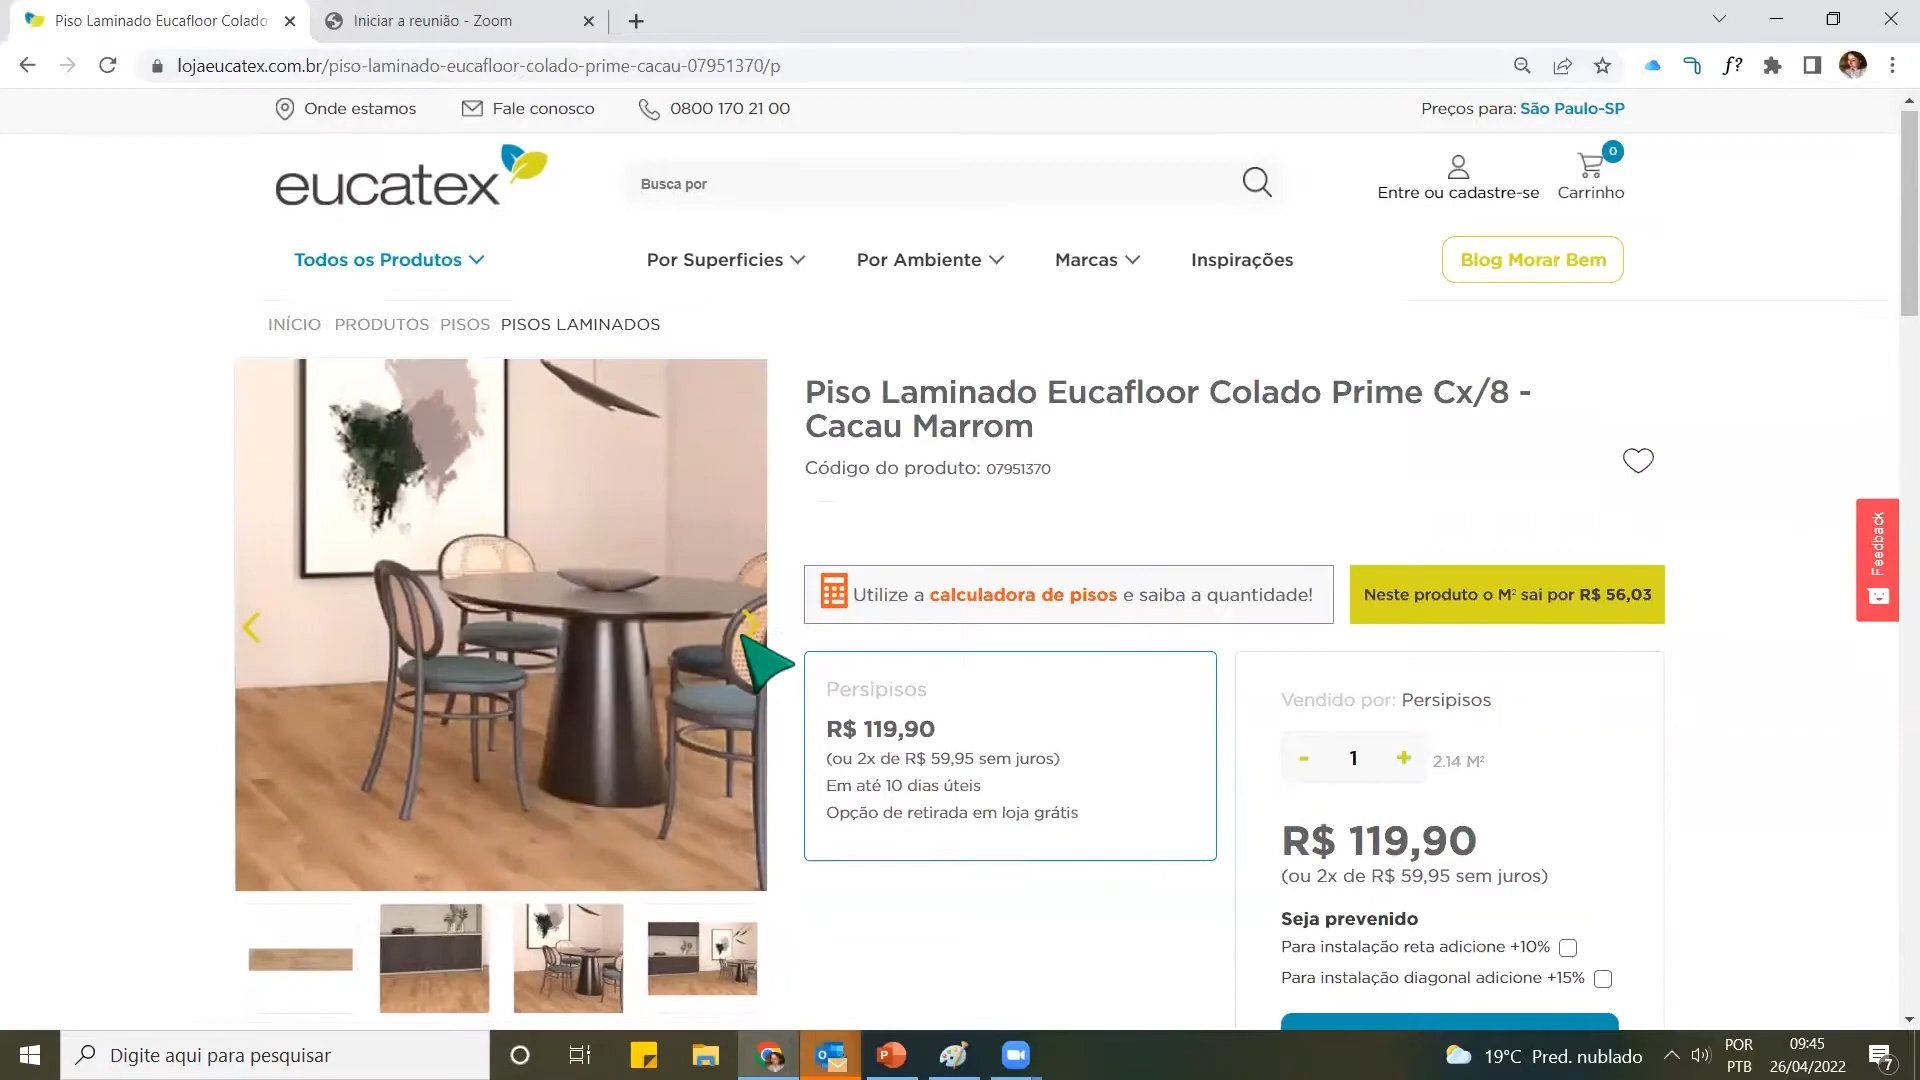 Piso Laminado Eucafloor Colado
Iniciar a reunião - Zoom
lojaeucatex.com.br/piso-laminado-eucafloor-colado-prime-cacau-07951370/p
f?
Onde estamos
Fale conosco
0800 170 21 00
Preços para: São Paulo-SP
eucatex
Busca por
0
Entre ou cadastre-se
Carrinho
Todos os Produtos
Por Superficies
Por Ambiente
Marcas
Inspirações
Blog Morar Bem
INÍCIO PRODUTOS PISOS PISOS LAMINADOS
Piso Laminado Eucafloor Colado Prime Cx/8 -
Cacau Marrom
Código do produto: 07951370
Feedback
Utilize a calculadora de pisos e saiba a quantidade!
Neste produto o M² sai por R$ 56,03
Persipisos
R$ 119,90
(ou 2x de R$ 59,95 sem juros)
Em até 10 dias úteis
Opção de retirada em loja grátis
Vendido por: Persipisos
- 1 + 2.14 M²
R$ 119,90
(ou 2x de R$ 59,95 sem juros)
Seja prevenido
Para instalação reta adicione +10%
Para instalação diagonal adicione +15%
Digite aqui para pesquisar
19°C Pred. nublado
POR
PTB
09:45
26/04/2022
7